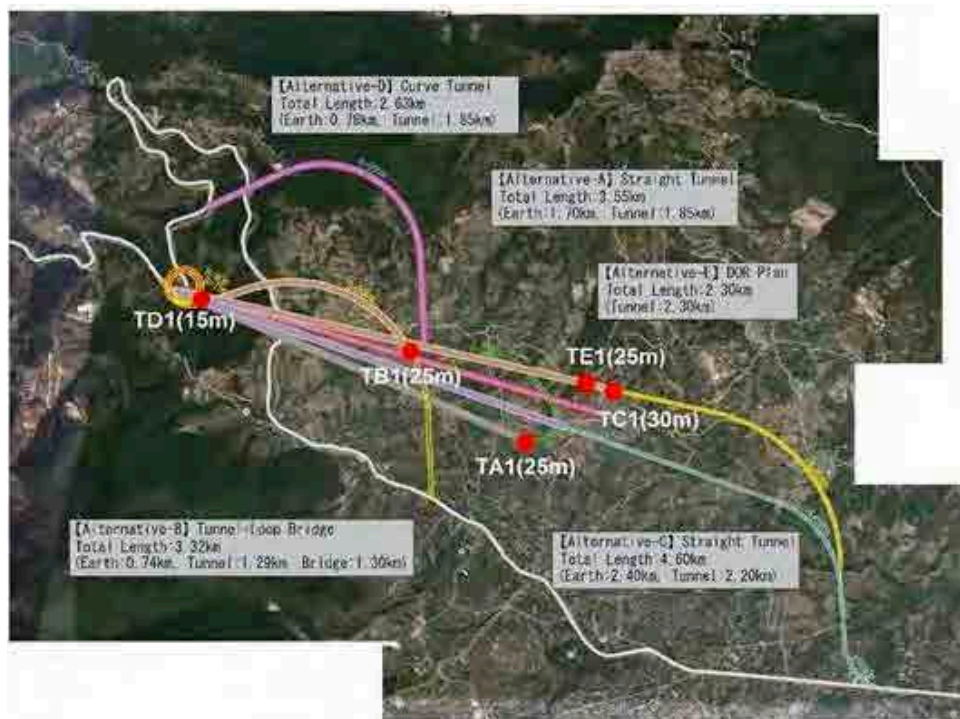 【Alternative-D】 Curve Tunnel
Total Length:2.63km
(Earth:0.78km, Tunnel:1.85km)
【Alternative-A】 Straight Tunnel
Total Length:3.55km
(Earth:1.70km, Tunnel:1.85km)
【Alternative-E】 DOR Plan
Total Length:2.30km
(Tunnel:2.30km)
TD1(15m)
TB1(25m)
TE1(25m)
TC1(30m)
TA1(25m)
【Alternative-B】 Tunnel-Loop Bridge
Total Length:3.32km
(Earth:0.74km, Tunnel:1.29km Bridge:1.30km)
【Alternative-C】 Straight Tunnel
Total Length:4.60km
(Earth:2.40km, Tunnel:2.20km)